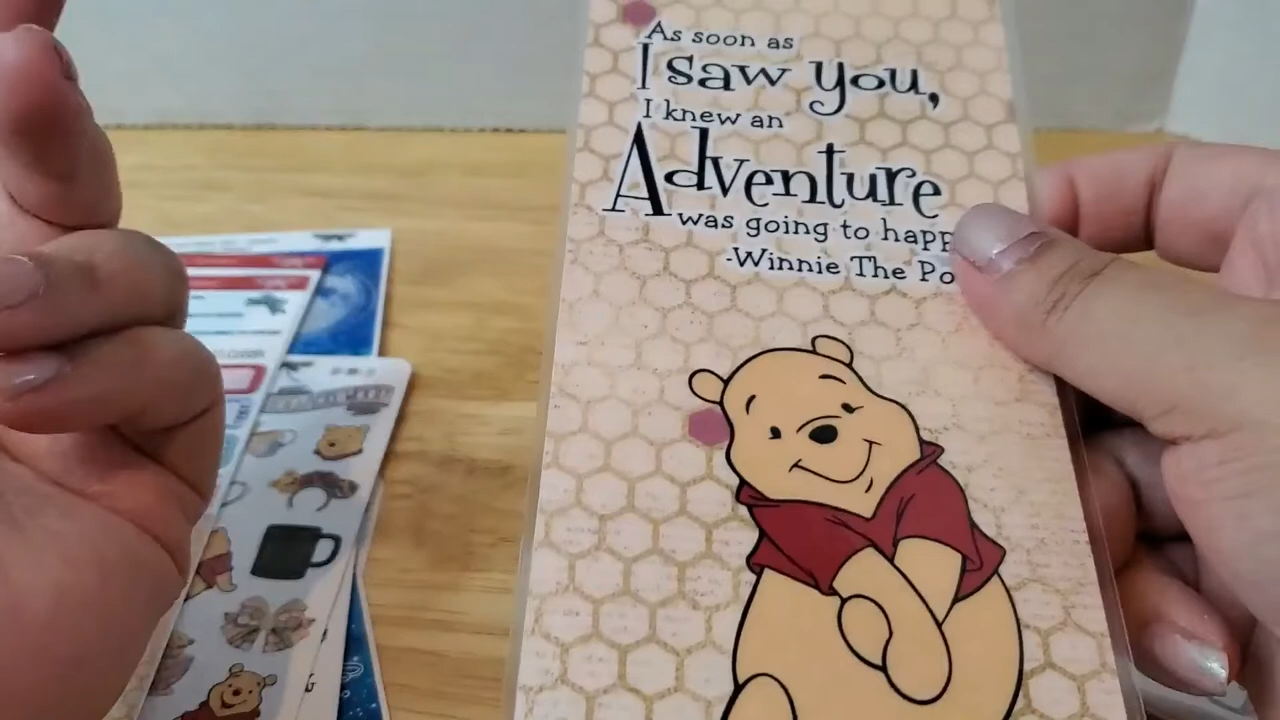 As soon as
I saw you,
I knew an
Adventure
was going to happ
-Winnie The Po